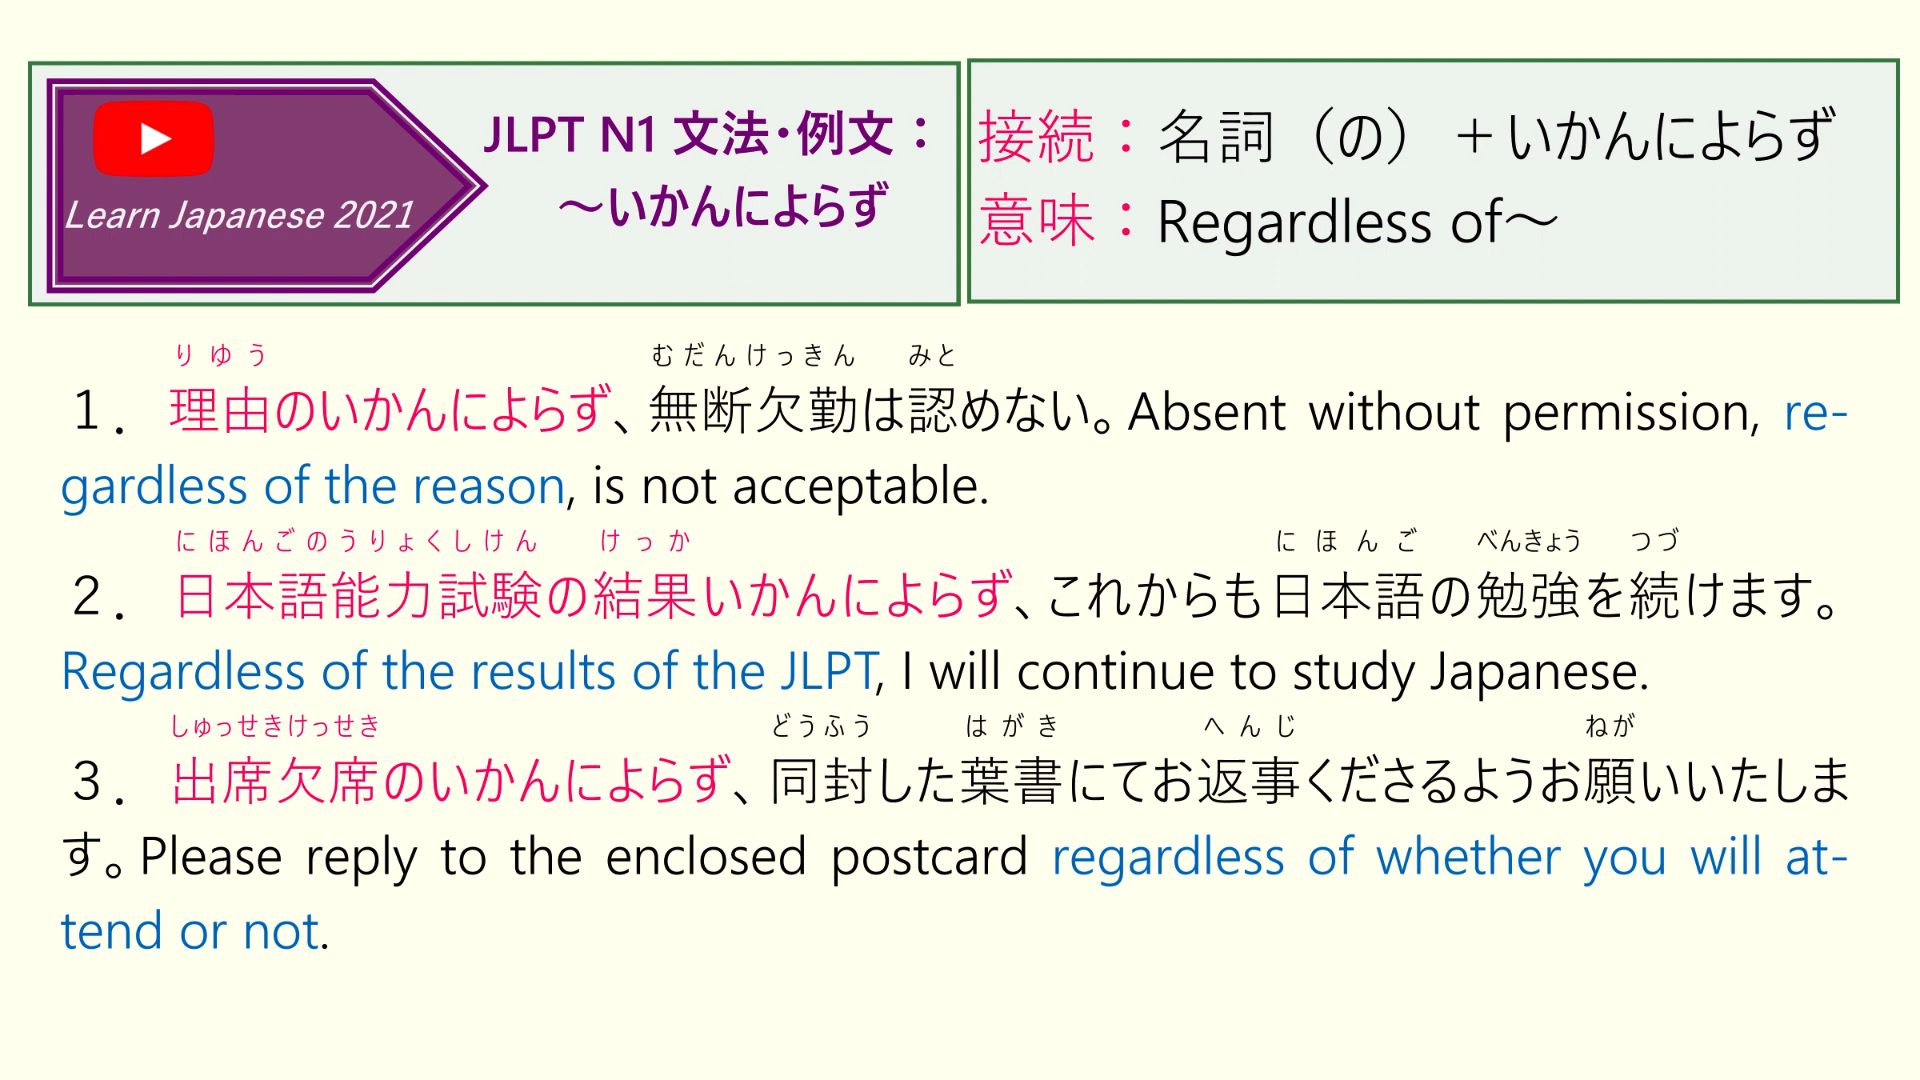 Learn Japanese 2021
JLPT N1 文法・例文：
～いかんによらず
接続：名詞（の）＋いかんによらず
意味：Regardless of～
りゆう むだんけっきん みと
１．理由のいかんによらず、無断欠勤は認めない。Absent without permission, re-
gardless of the reason, is not acceptable.
にほんごのうりょくしけん けっか にほんご べんきょう つづ
２．日本語能力試験の結果いかんによらず、これからも日本語の勉強を続けます。
Regardless of the results of the JLPT, I will continue to study Japanese.
しゅっせきけっせき どうふう はがき へんじ ねが
３．出席欠席のいかんによらず、同封した葉書にてお返事くださるようお願いいたしま
す。Please reply to the enclosed postcard regardless of whether you will at-
tend or not.